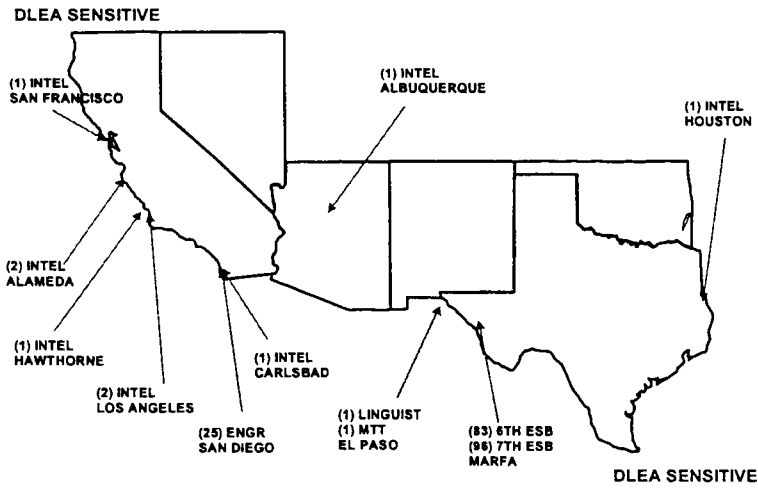 DLEA SENSITIVE
(1) INTEL
SAN FRANCISCO
(1) INTEL
ALBUQUERQUE
(1) INTEL
HOUSTON
(2) INTEL
ALAMEDA
(1) INTEL
HAWTHORNE
(2) INTEL
LOS ANGELES
(25) ENGR
SAN DIEGO
(1) INTEL
CARLSBAD
(1) LINGUIST
(1) MTT
EL PASO
(83) 6TH ESB
(96) 7TH ESB
MARFA
DLEA SENSITIVE